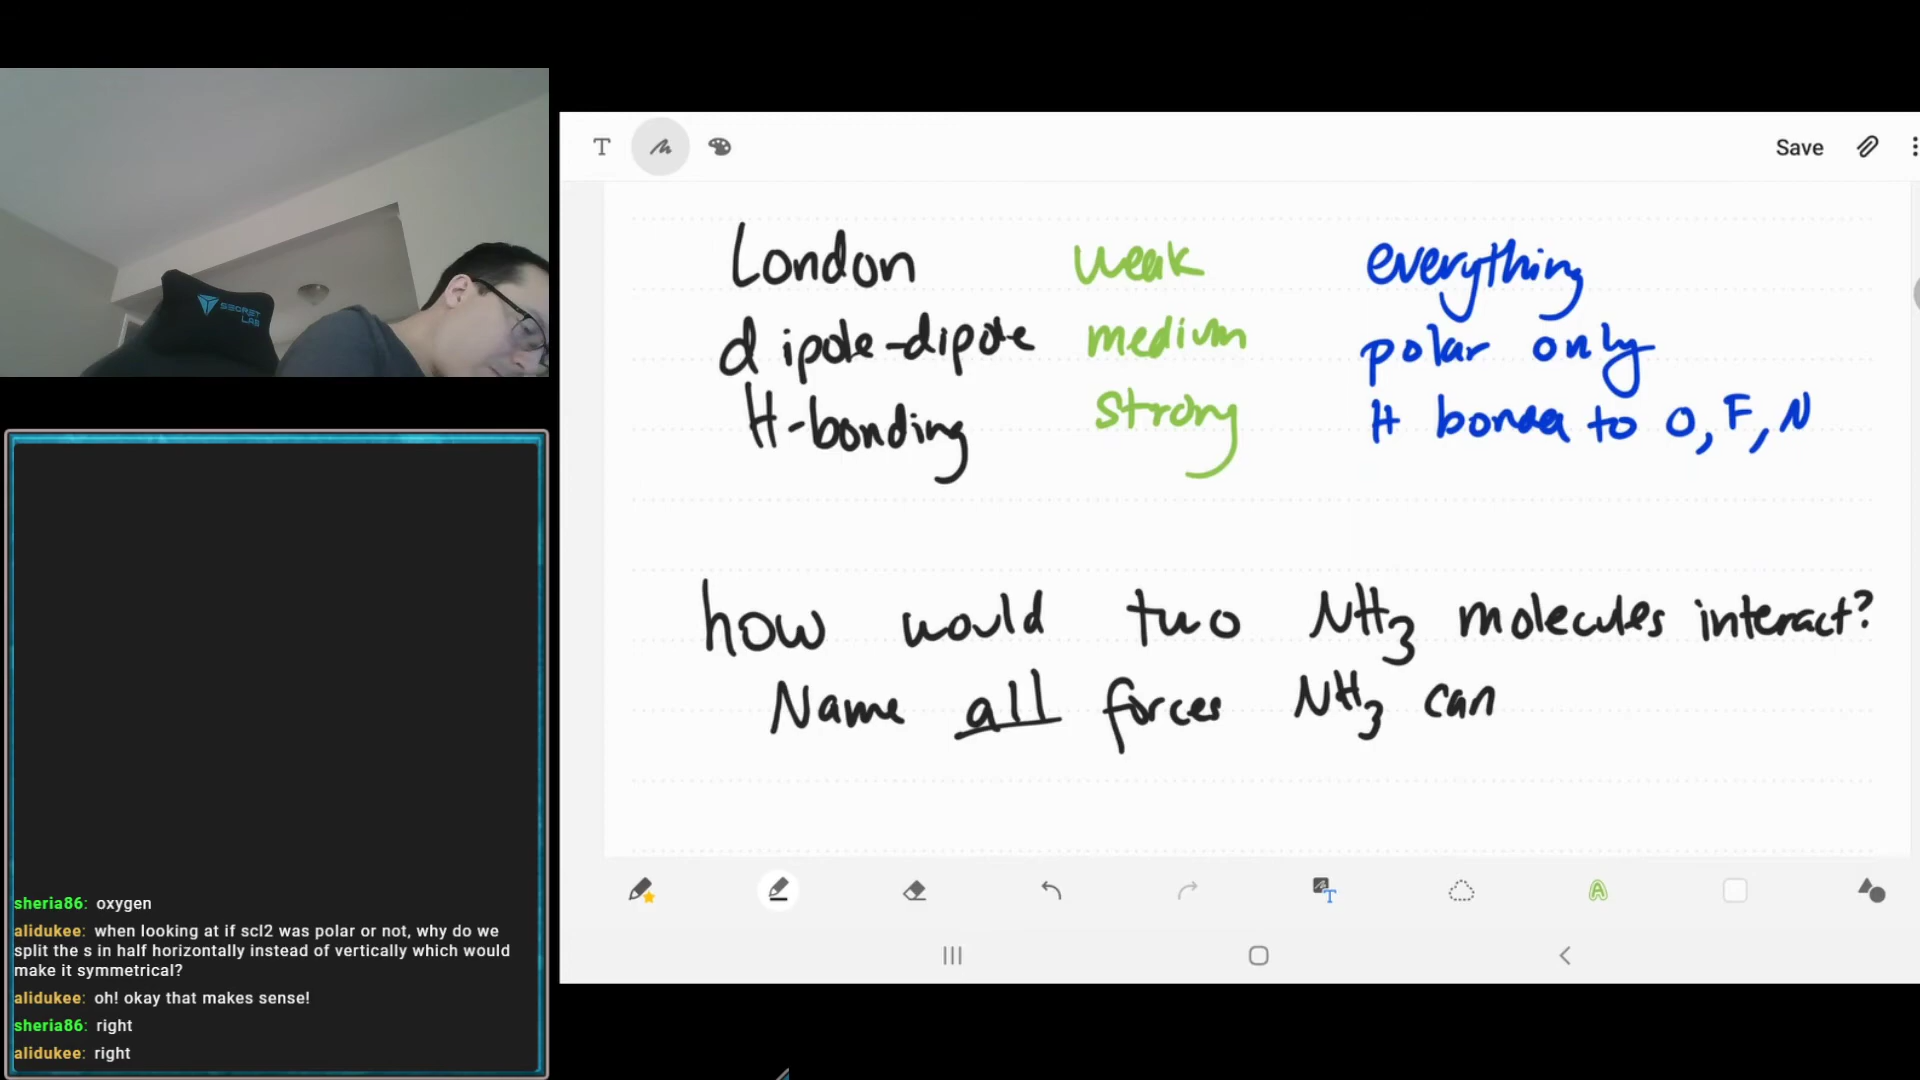 SECRET
LAB
T
Save
London weak everything
dipole-dipole medium polar only
H-bonding strong H bonded to O, F, N
how would two NH3 molecules interact?
Name all forces NH3 can
T
A
sheria86: oxygen
alidukee: when looking at if scl2 was polar or not, why do we
split the s in half horizontally instead of vertically which would
make it symmetrical?
alidukee: oh! okay that makes sense!
sheria86: right
alidukee: right